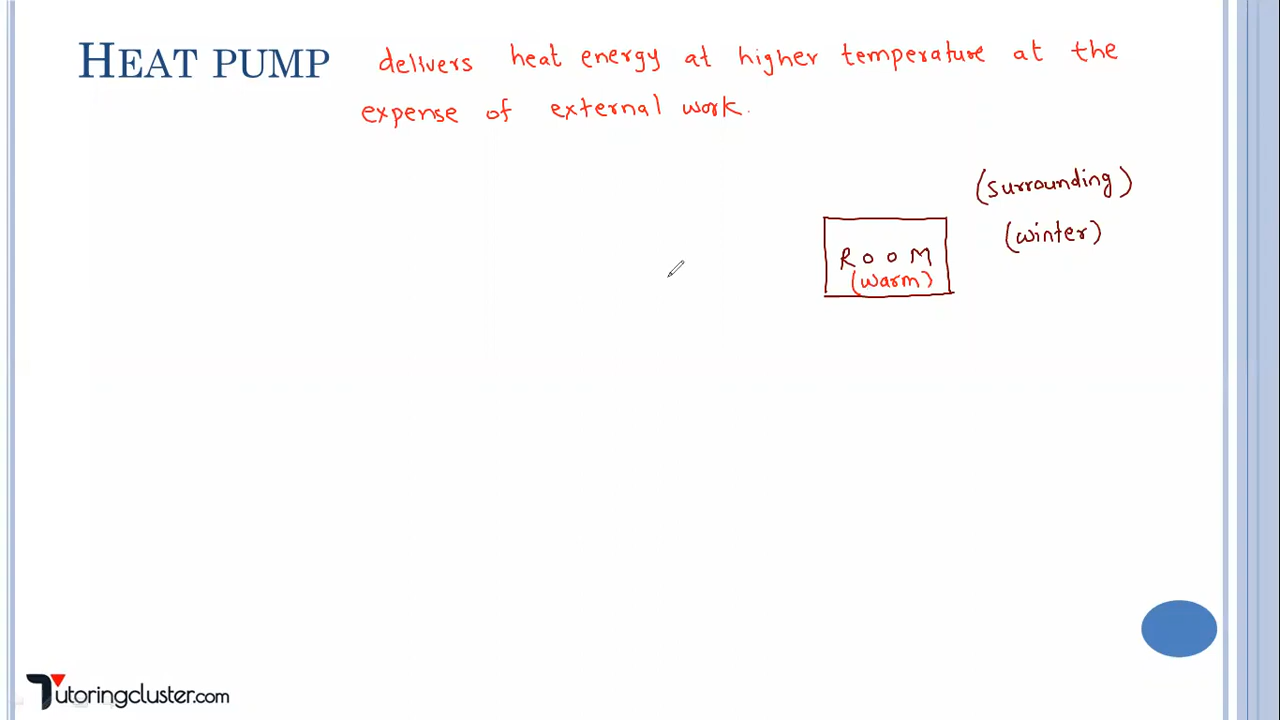 HEAT PUMP delivers heat energy at higher temperature at the
expense of external work.
(surrounding)
(winter)
ROOM
(warm)
Tutoringcluster.com